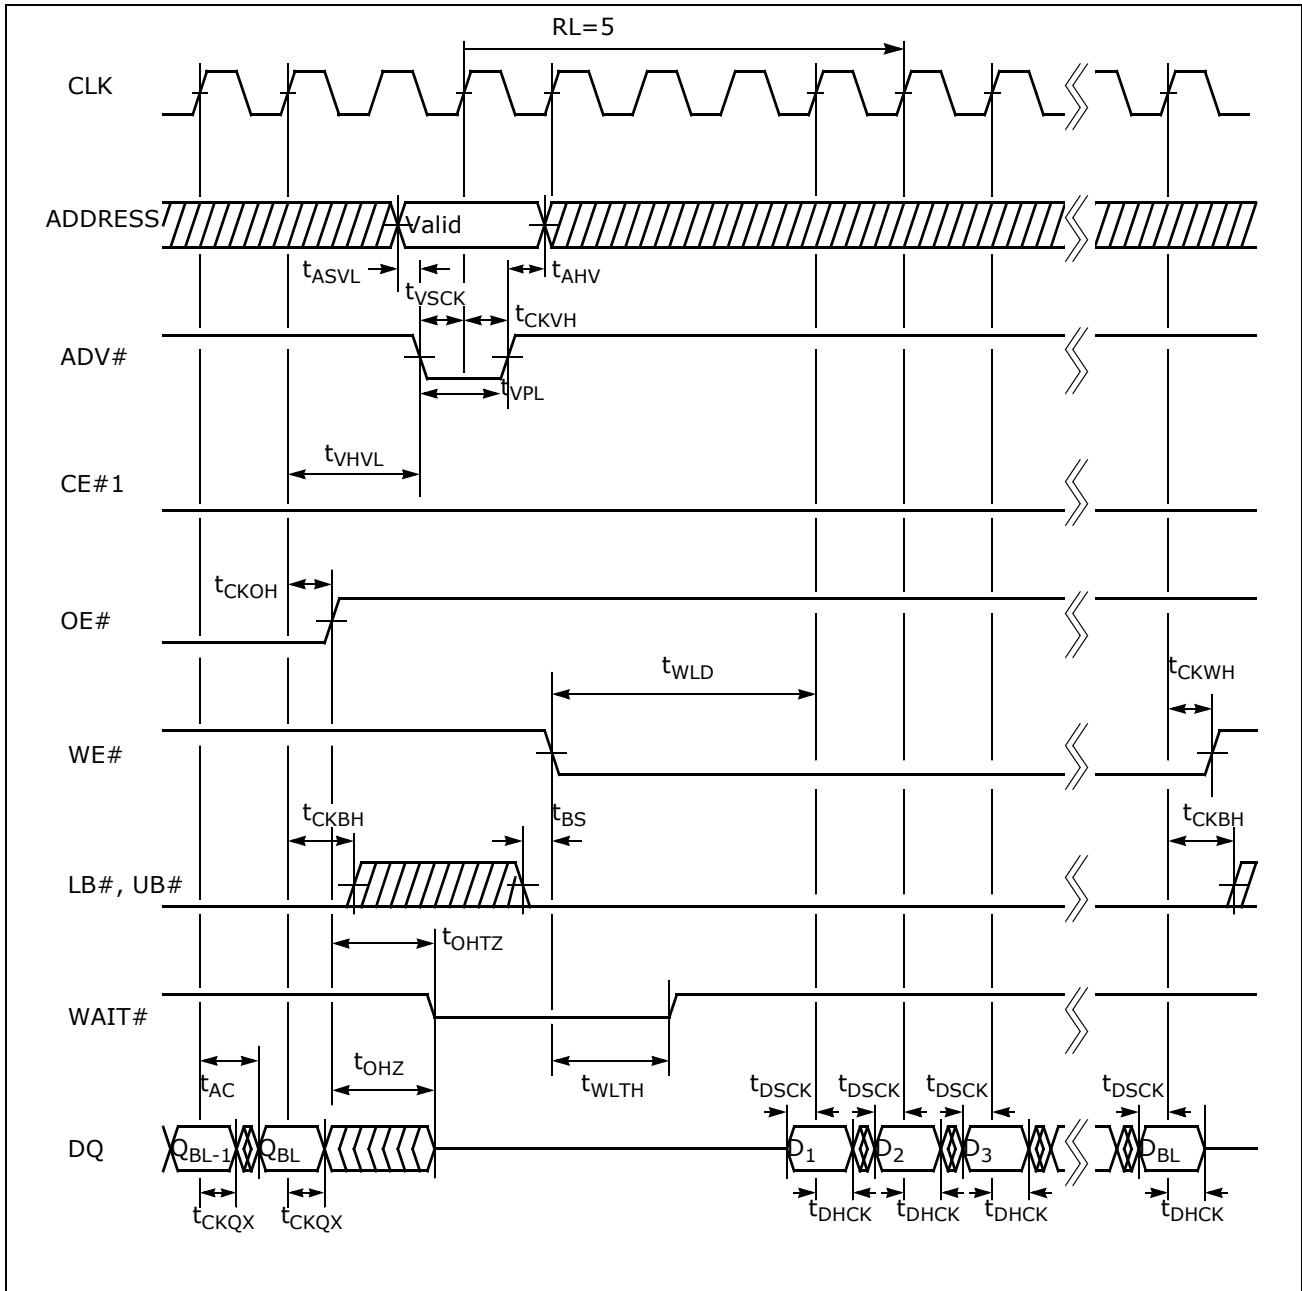 RL=5
CLK
ADDRESS
Valid
tASVL
tAHV
tVSCK
tCKVH
ADV#
tVPL
tVHVL
CE#1
tCKOH
OE#
tWLD
tCKWH
WE#
tCKBH
tBS
tCKBH
LB#, UB#
tOHTZ
WAIT#
tAC
tOHZ
tWLTH
tDSCK
tDSCK
tDSCK
tDSCK
DQ
QBL-1
QBL
D1
D2
D3
DBL
tCKQX
tCKQX
tDHCK
tDHCK
tDHCK
tDHCK